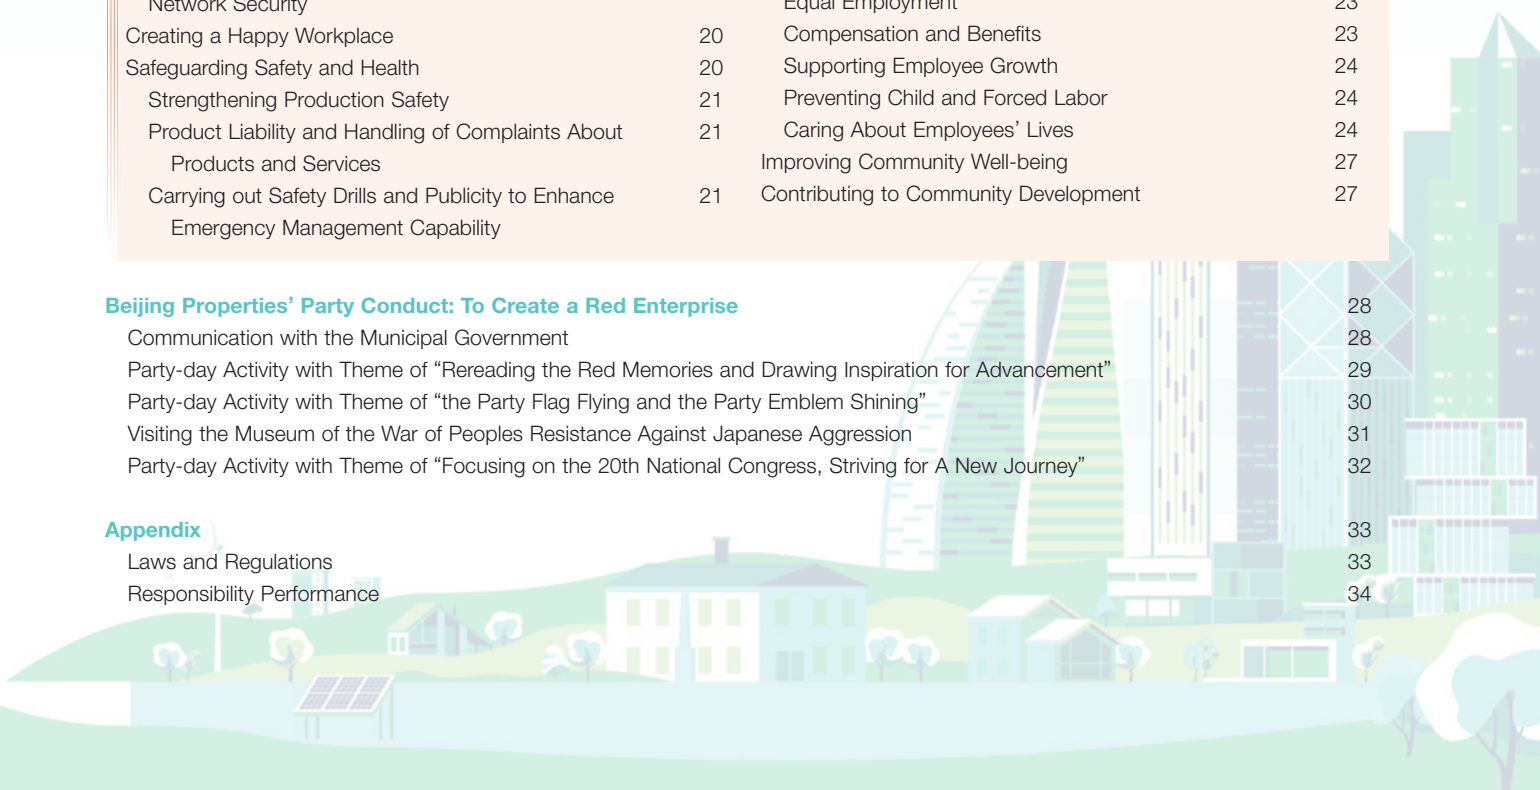 Network Security
Creating a Happy Workplace 20
Safeguarding Safety and Health 20
Strengthening Production Safety 21
Product Liability and Handling of Complaints About 21
Products and Services
Carrying out Safety Drills and Publicity to Enhance 21
Emergency Management Capability
Equal Employment 23
Compensation and Benefits 23
Supporting Employee Growth 24
Preventing Child and Forced Labor 24
Caring About Employees’ Lives 24
Improving Community Well-being 27
Contributing to Community Development 27
Beijing Properties’ Party Conduct: To Create a Red Enterprise 28
Communication with the Municipal Government 28
Party-day Activity with Theme of “Rereading the Red Memories and Drawing Inspiration for Advancement” 29
Party-day Activity with Theme of “the Party Flag Flying and the Party Emblem Shining” 30
Visiting the Museum of the War of Peoples Resistance Against Japanese Aggression 31
Party-day Activity with Theme of “Focusing on the 20th National Congress, Striving for A New Journey” 32
Appendix 33
Laws and Regulations 33
Responsibility Performance 34